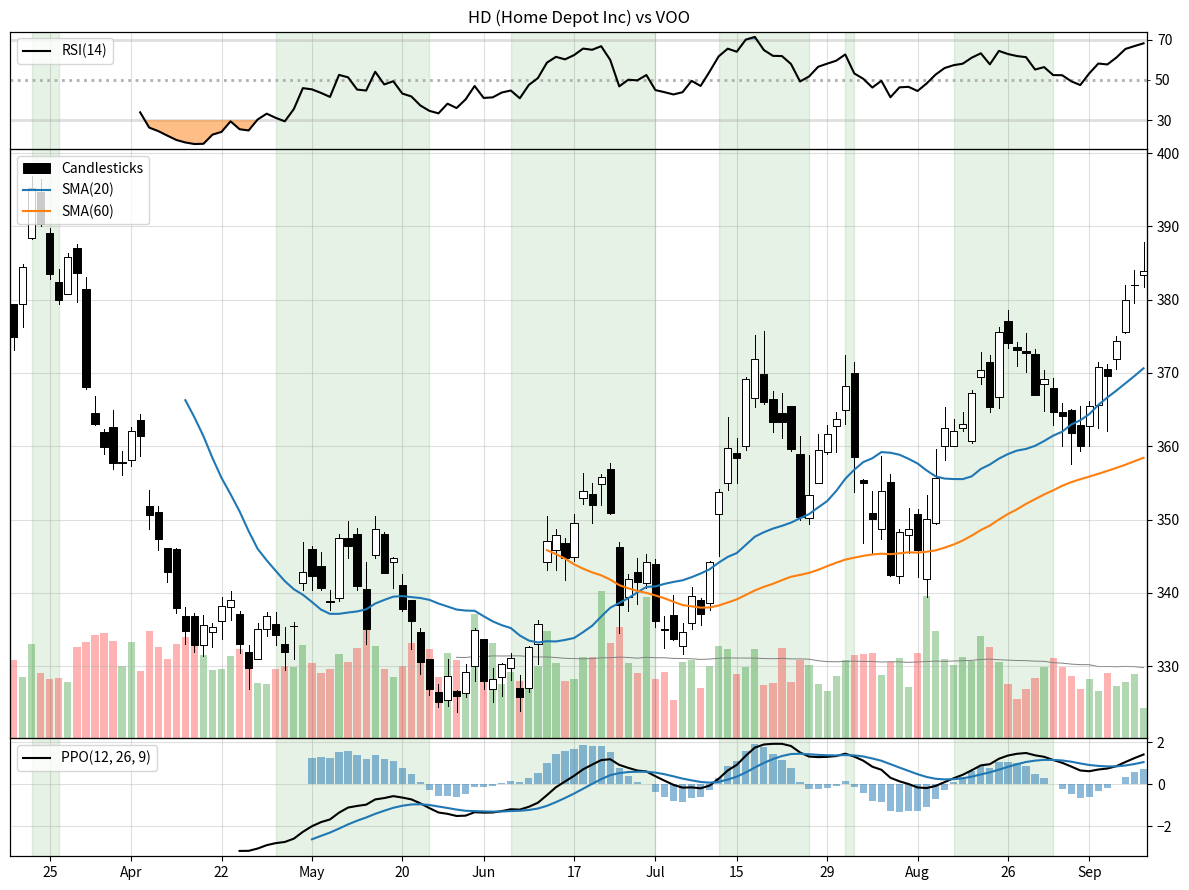 HD (Home Depot Inc) vs VOO
RSI(14)
70
50
30
Candlesticks
SMA(20)
SMA(60)
400
390
380
370
360
350
340
330
PPO(12, 26, 9)
2
0
−2
25 Apr 22 May 20 Jun 17 Jul 15 29 Aug 26 Sep